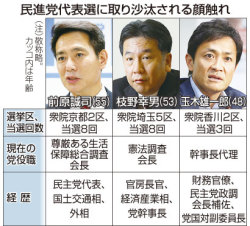 民進党代表選に取り沙汰される顔触れ
(注)敬称略。
カッコ内は年齢
前原誠司(55)
枝野幸男(53)
玉木雄一郎(48)
選挙区、
当選回数
衆院京都2区、
当選8回
衆院埼玉5区、
当選8回
衆院香川2区、
当選3回
現在の
党役職
尊厳ある生活
保障総合調査
会長
憲法調査
会長
幹事長代理
経歴
民主党代表、
国土交通相、
外相
官房長官、
経済産業相、
党幹事長
財務官僚、
民主党政調
会長補佐、
党国対副委員長